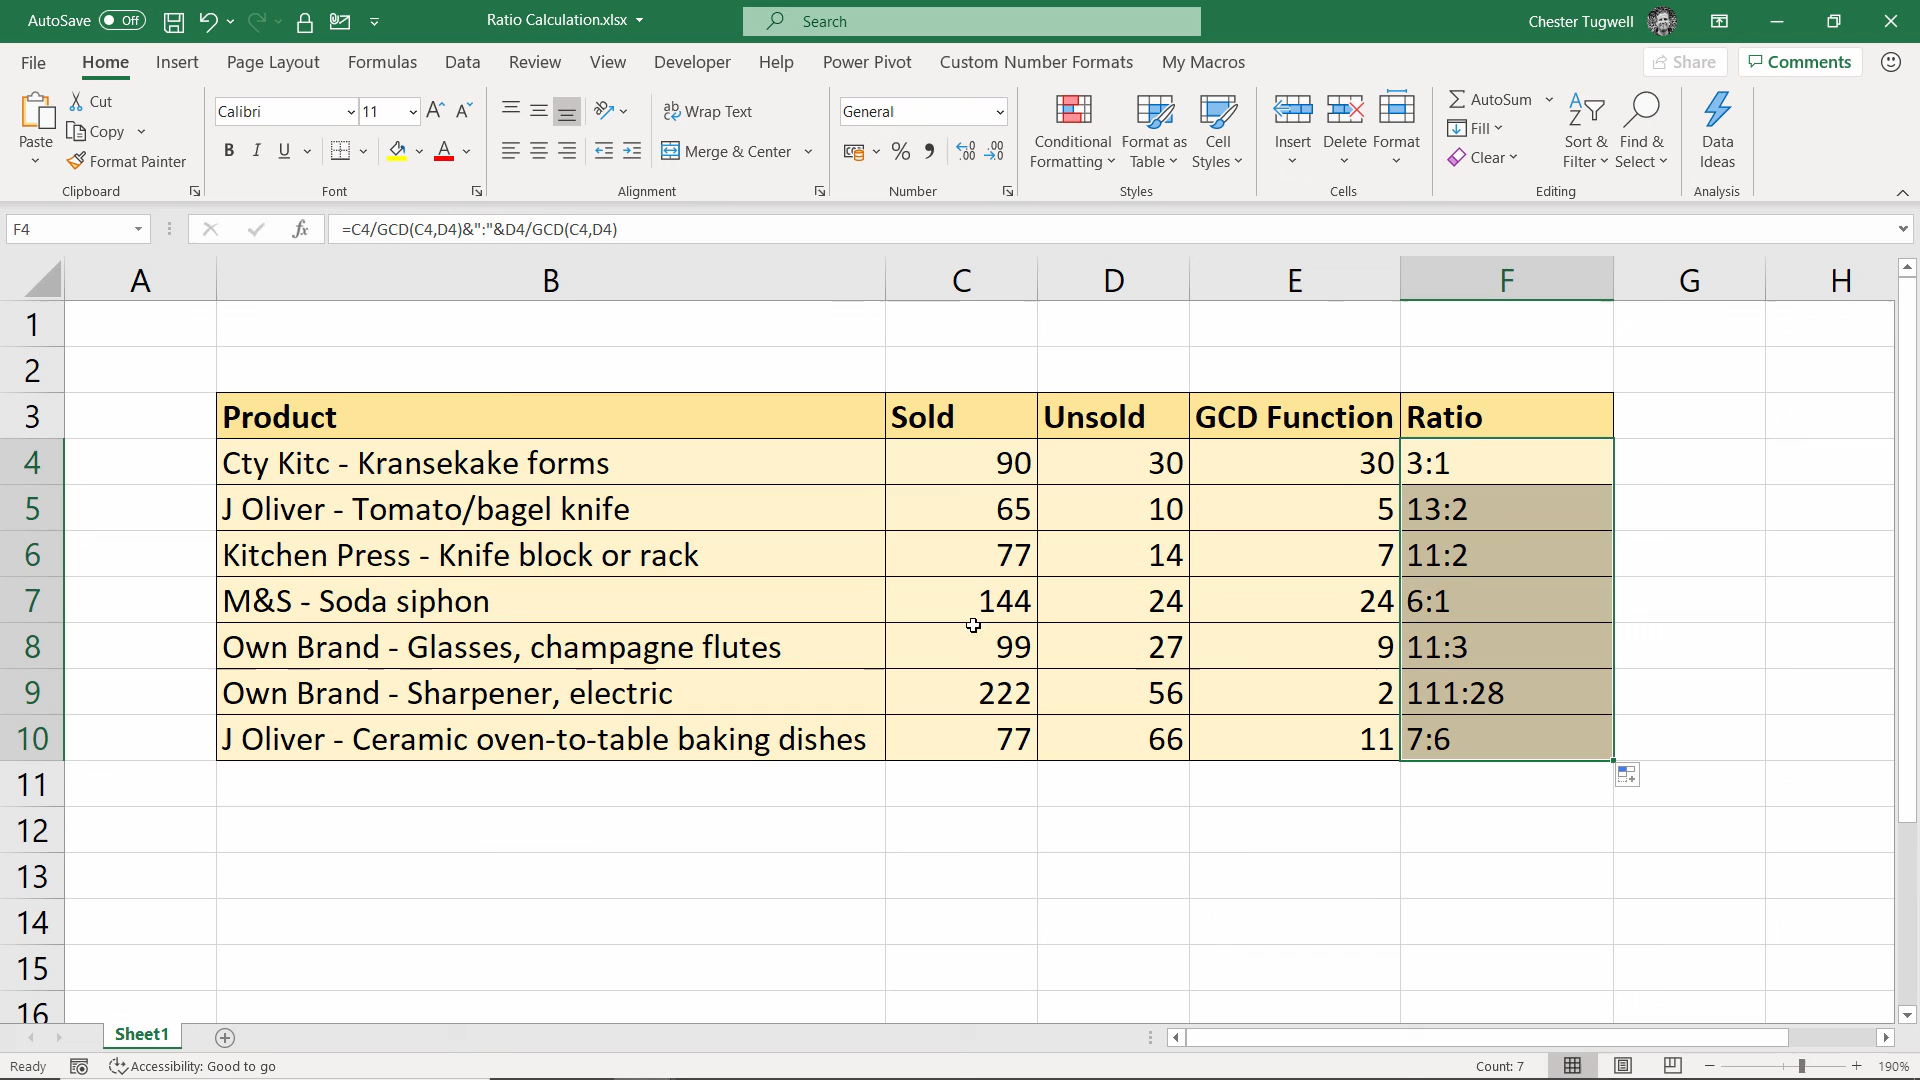 AutoSave Off Ratio Calculation.xlsx Search Chester Tugwell
File Home Insert Page Layout Formulas Data Review View Developer Help Power Pivot Custom Number Formats My Macros Share Comments
Paste
Cut
Copy
Format Painter
Clipboard
Calibri 11
B I U A
Font
Wrap Text
Merge & Center
Alignment
General
Number
Conditional Formatting
Format as Table
Cell Styles
Styles
Insert Delete Format
Cells
AutoSum
Fill
Clear
Sort & Filter
Find & Select
Editing
Data Ideas
Analysis
F4 fx =C4/GCD(C4,D4)&":"&D4/GCD(C4,D4)
A B C D E F G H
1
2
3 Product Sold Unsold GCD Function Ratio
4 Cty Kitc - Kransekake forms 90 30 30 3:1
5 J Oliver - Tomato/bagel knife 65 10 5 13:2
6 Kitchen Press - Knife block or rack 77 14 7 11:2
7 M&S - Soda siphon 144 24 24 6:1
8 Own Brand - Glasses, champagne flutes 99 27 9 11:3
9 Own Brand - Sharpener, electric 222 56 2 111:28
10 J Oliver - Ceramic oven-to-table baking dishes 77 66 11 7:6
11
12
13
14
15
16
Sheet1
Ready Accessibility: Good to go Count: 7 190%